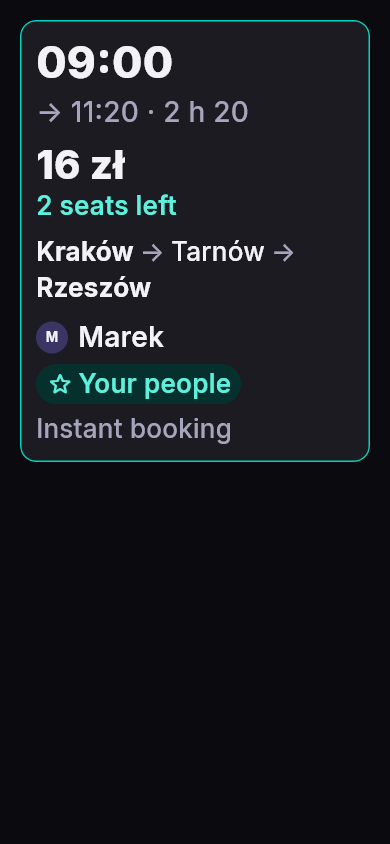 09:00
→ 11:20 · 2 h 20
16 zł
2 seats left
Kraków → Tarnów →
Rzeszów
M Marek
Your people
Instant booking